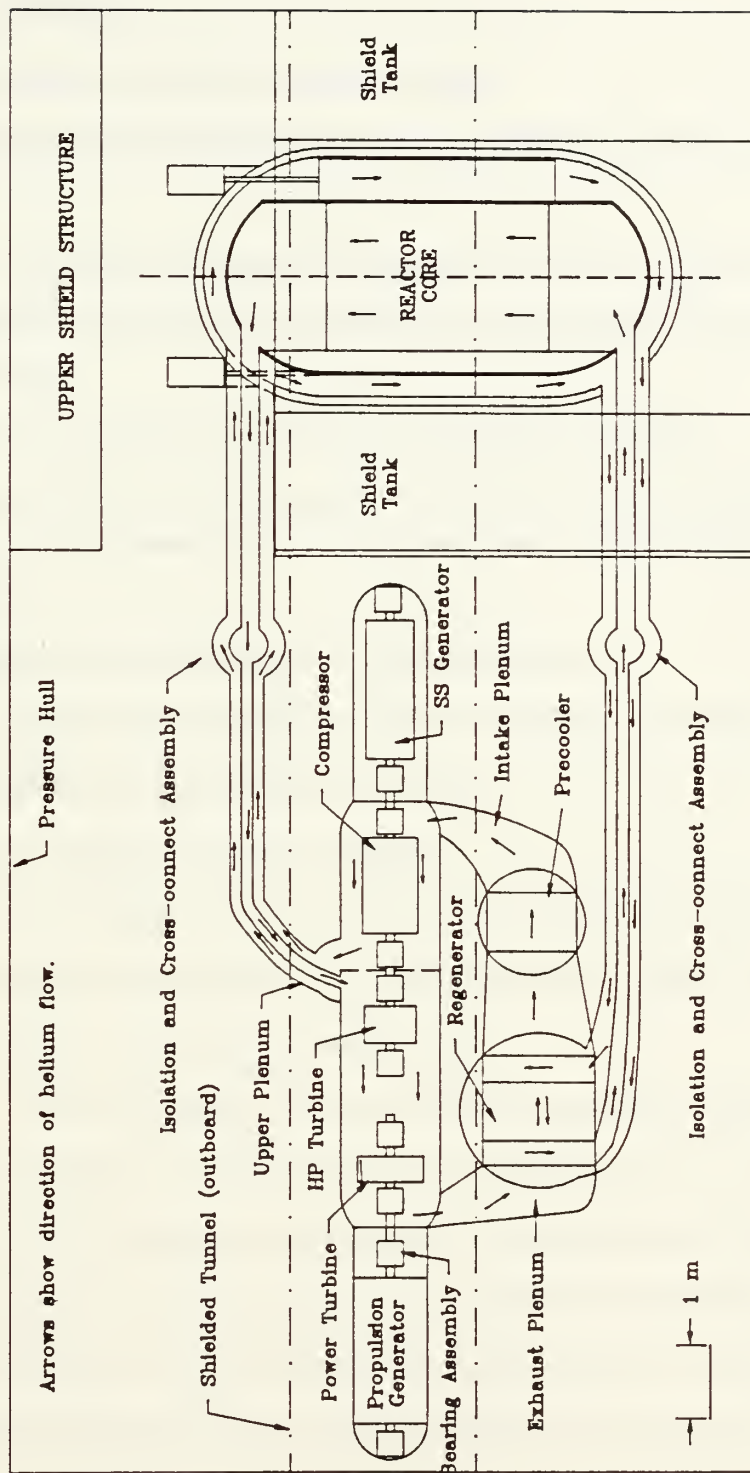 Arrows show direction of helium flow.
Pressure Hull
UPPER SHIELD STRUCTURE
Isolation and Cross-connect Assembly
Shielded Tunnel (outboard)
Upper Plenum
HP Turbine
Power Turbine
Compressor
SS Generator
Shield
Tank
REACTOR
CORE
Shield
Tank
Propulsion
Generator
Bearing Assembly
Regenerator
Intake Plenum
Precooler
Exhaust Plenum
Isolation and Cross-connect Assembly
1 m